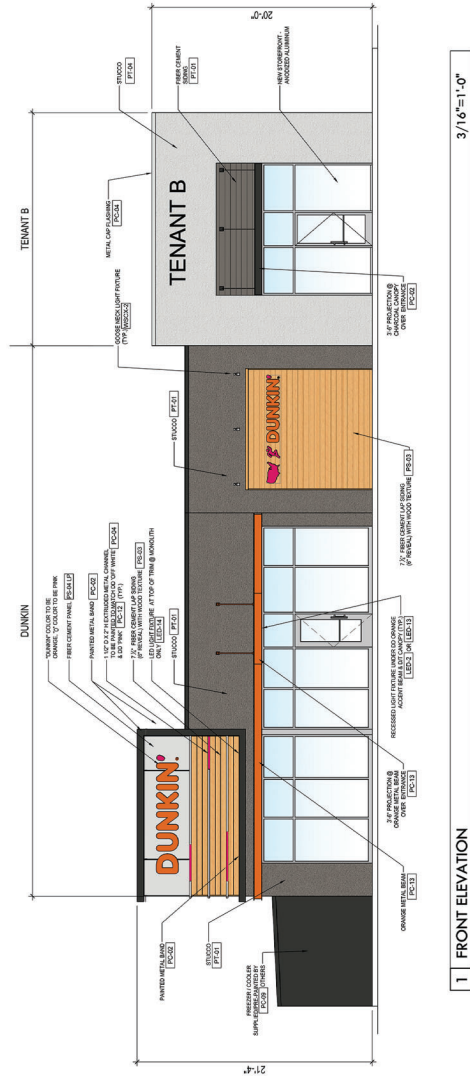 DUNKIN
TENANT B
"DUNKIN" COLOR TO BE
ORANGE, "D" COLOR TO BE PINK
FIBER CEMENT PANEL PS-04 LP
PAINTED METAL BAND PC-02
1 1/2" D X 2" H EXTRUDED METAL CHANNEL PC-04
TO BE PAINTED TO MATCH DD 'OFF WHITE'
& DD 'PINK' PC-12 (TYP.)
7 ¼" FIBER CEMENT LAP SIDING
(6" REVEAL) WITH WOOD TEXTURE PS-03
LED LIGHT FIXTURE AT TOP OF TRIM @ MONOLITH
ONLY LED-14
STUCCO PT-01
STUCCO PT-01
GOOSE NECK LIGHT FIXTURE
(TYP.)
METAL CAP FLASHING PC-04
STUCCO
PT-04
FIBER CEMENT
SIDING
PT-01
NEW STOREFRONT -
ANODIZED ALUMINUM
20'-0"
21'-4"
DUNKIN'
DUNKIN'
TENANT B
PAINTED METAL BAND
PC-02
STUCCO
PT-01
FREEZER / COOLER
SUPPLIED/PRE-PAINTED BY
OTHERS
PC-09
ORANGE METAL BEAM
PC-13
3'-6" PROJECTION @
ORANGE METAL BEAM
OVER ENTRANCE
PC-13
RECESSED LIGHT FIXTURE UNDER DD ORANGE
ACCENT BEAM & D/T CANOPY (TYP.)
LED-2 OR LED-13
7 ¼" FIBER CEMENT LAP SIDING
(6" REVEAL) WITH WOOD TEXTURE PS-03
3'-6" PROJECTION @
CHARCOAL CANOPY
OVER ENTRANCE
PC-02
1 FRONT ELEVATION
3/16"=1'-0"